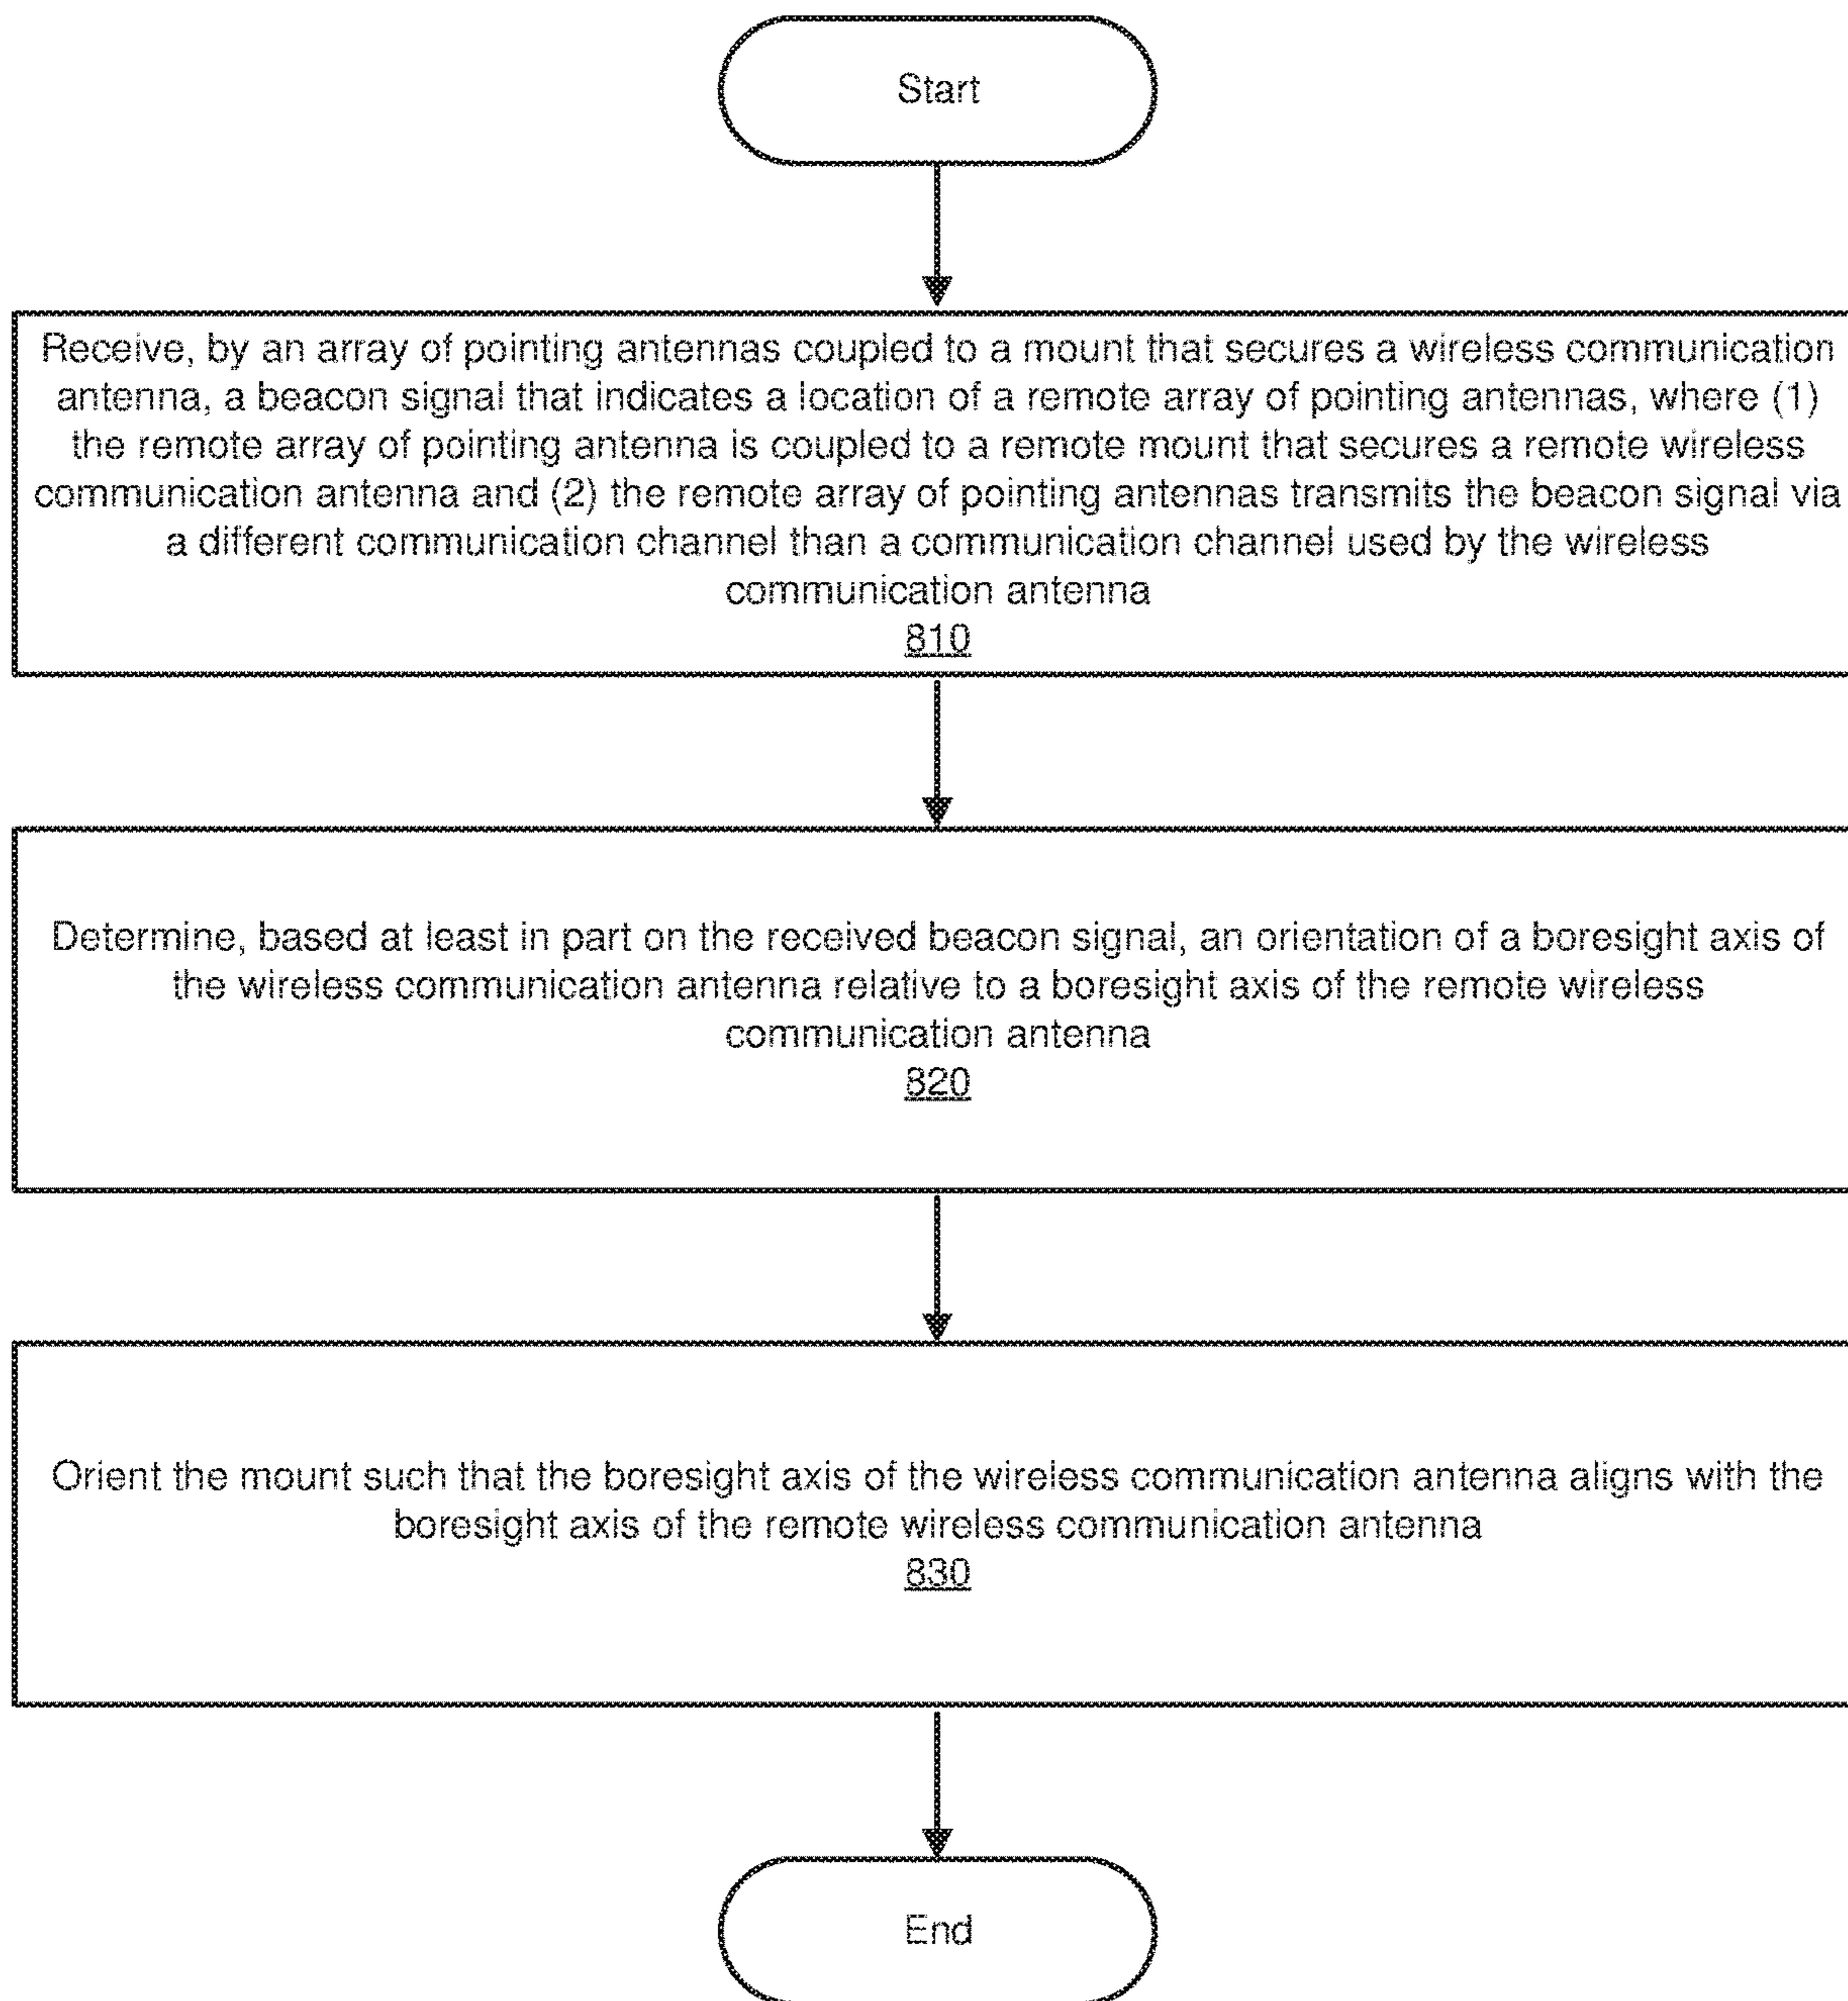 Start
Receive, by an array of pointing antennas coupled to a mount that secures a wireless communication
antenna, a beacon signal that indicates a location of a remote array of pointing antennas, where (1)
the remote array of pointing antenna is coupled to a remote mount that secures a remote wireless
communication antenna and (2) the remote array of pointing antennas transmits the beacon signal via
a different communication channel than a communication channel used by the wireless
communication antenna
810
Determine, based at least in part on the received beacon signal, an orientation of a boresight axis of
the wireless communication antenna relative to a boresight axis of the remote wireless
communication antenna
820
Orient the mount such that the boresight axis of the wireless communication antenna aligns with the
boresight axis of the remote wireless communication antenna
830
End